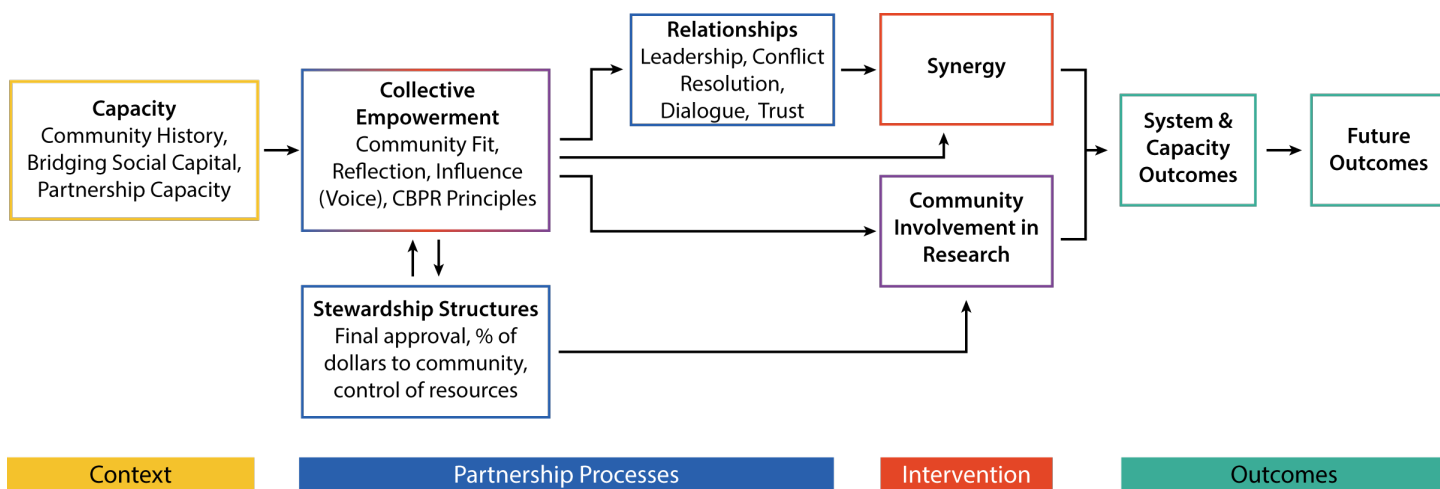 Capacity
Community History,
Bridging Social Capital,
Partnership Capacity
Collective
Empowerment
Community Fit,
Reflection, Influence
(Voice), CBPR Principles
Stewardship Structures
Final approval, % of
dollars to community,
control of resources
Relationships
Leadership, Conflict
Resolution,
Dialogue, Trust
Synergy
Community
Involvement in
Research
System &
Capacity
Outcomes
Future
Outcomes
Context
Partnership Processes
Intervention
Outcomes